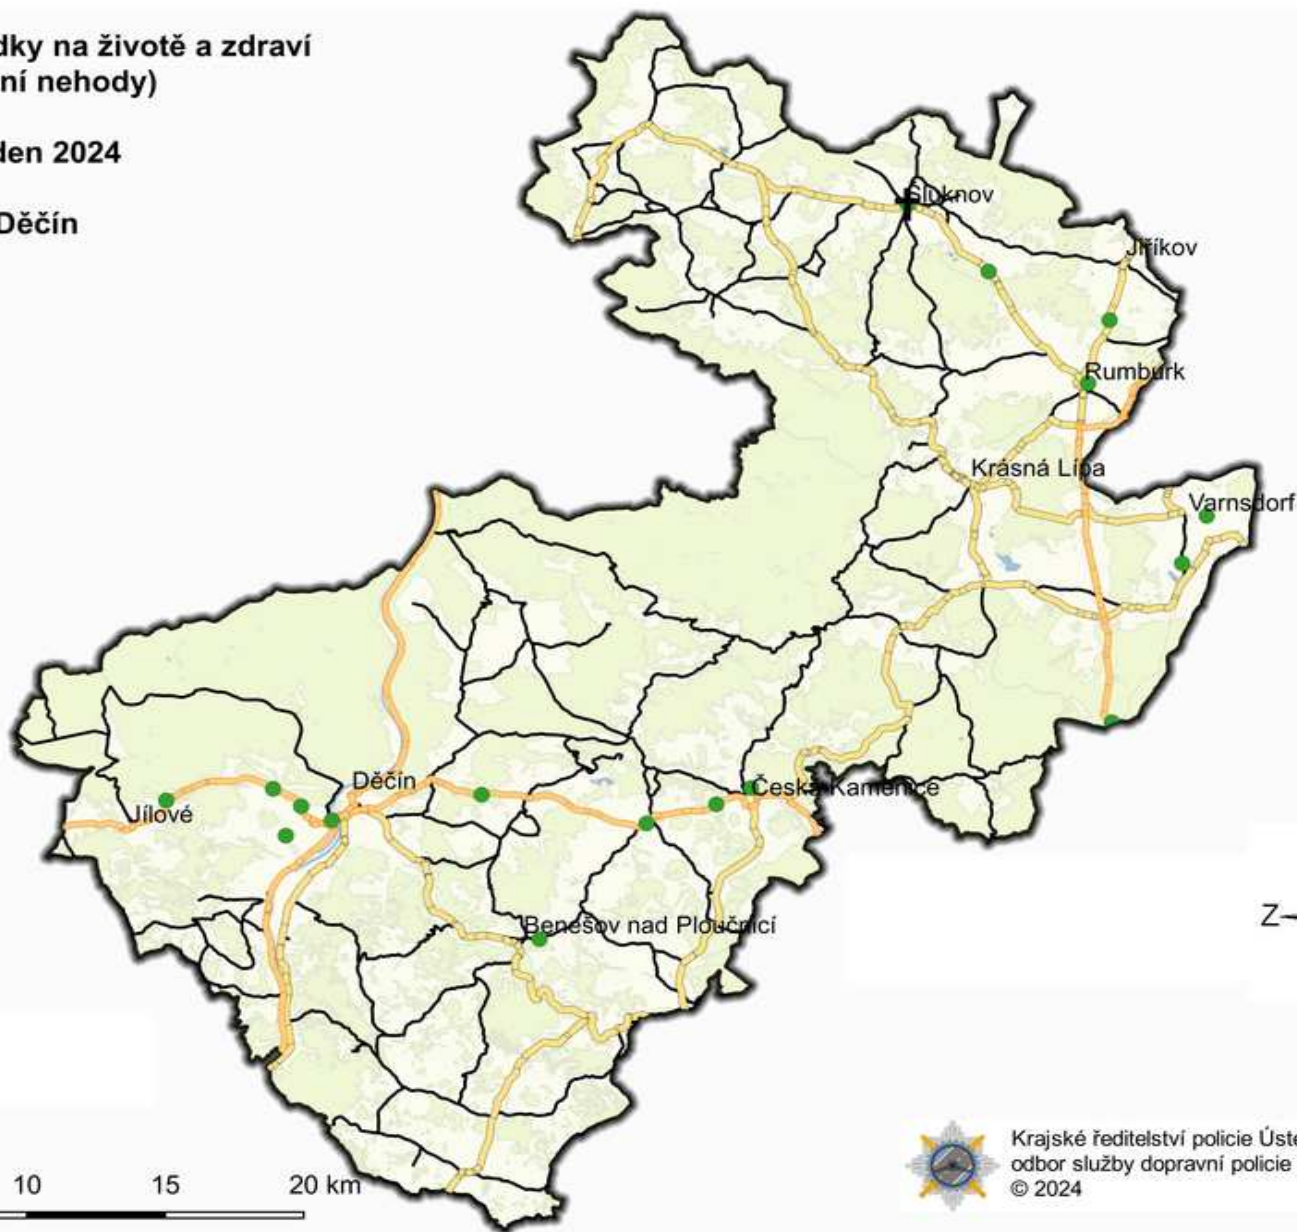 dky na životě a zdraví
ní nehody)
den 2024
Děčín
Šluknov
Jiříkov
Rumburk
Krásná Lípa
Varnsdorf
Děčín
Česká Kamenice
Jílové
Benešov nad Ploučnicí
Z
10 15 20 km
Krajské ředitelství policie Úste
odbor služby dopravní policie
© 2024